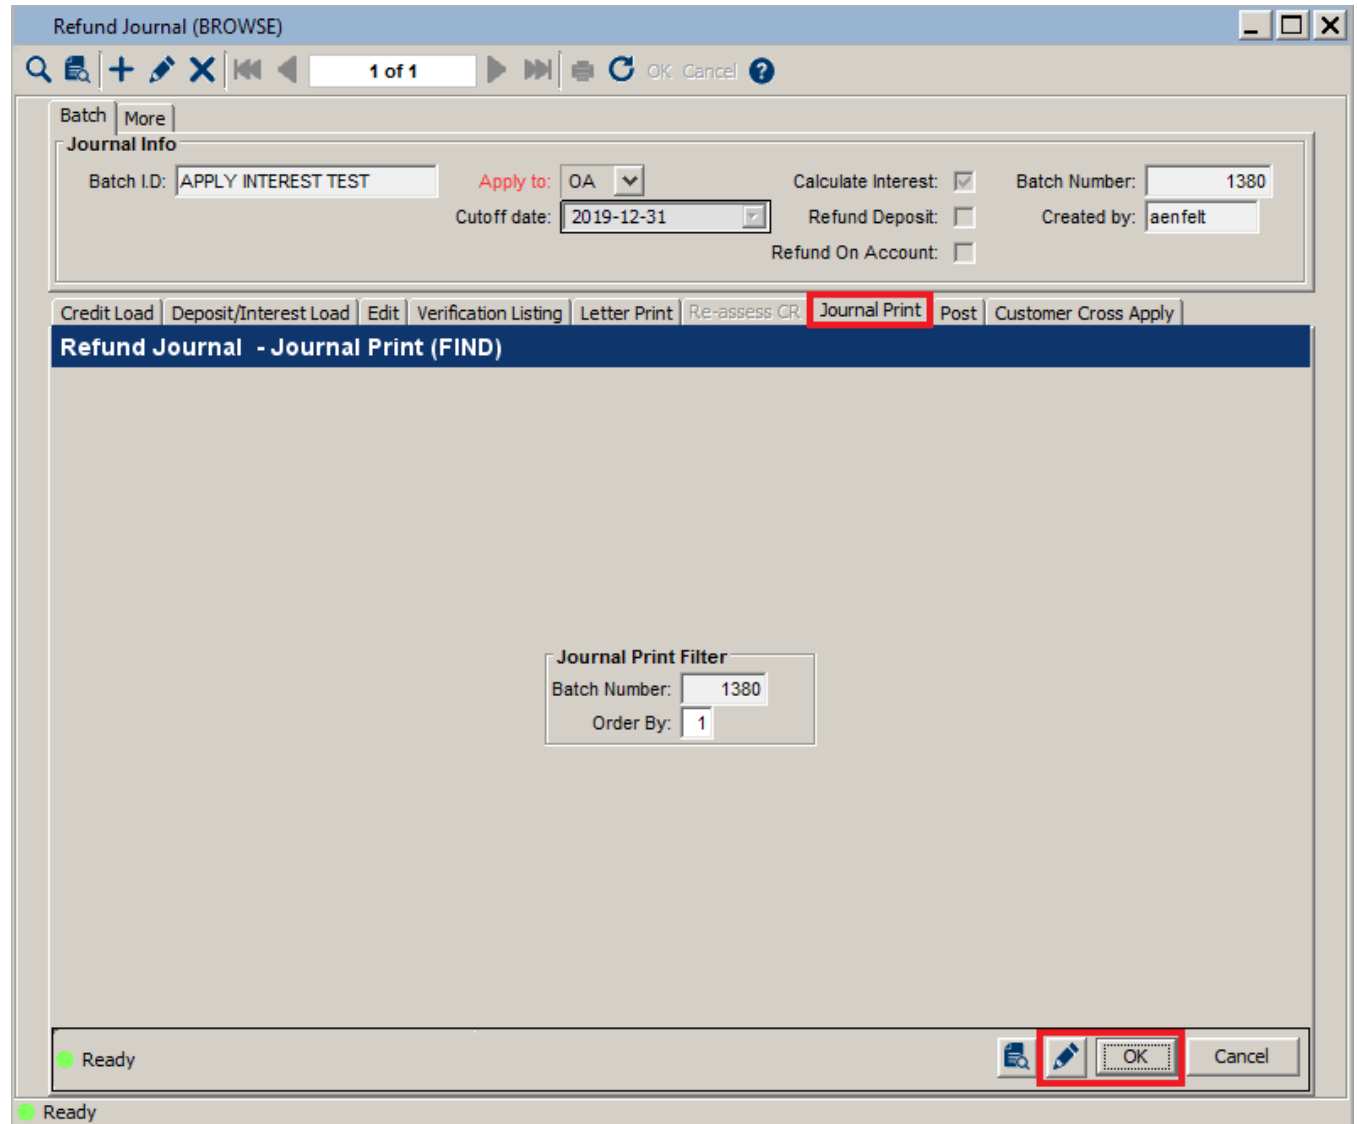 Refund Journal (BROWSE)
1 of 1 OK Cancel ?
Batch More
Journal Info
Batch I.D: APPLY INTEREST TEST Apply to: OA Calculate Interest: Batch Number: 1380
Cutoff date: 2019-12-31 Refund Deposit: Created by: aenfelt
Refund On Account:
Credit Load Deposit/Interest Load Edit Verification Listing Letter Print Re-assess CR Journal Print Post Customer Cross Apply
Refund Journal - Journal Print (FIND)
Journal Print Filter
Batch Number: 1380
Order By: 1
Ready OK Cancel
Ready